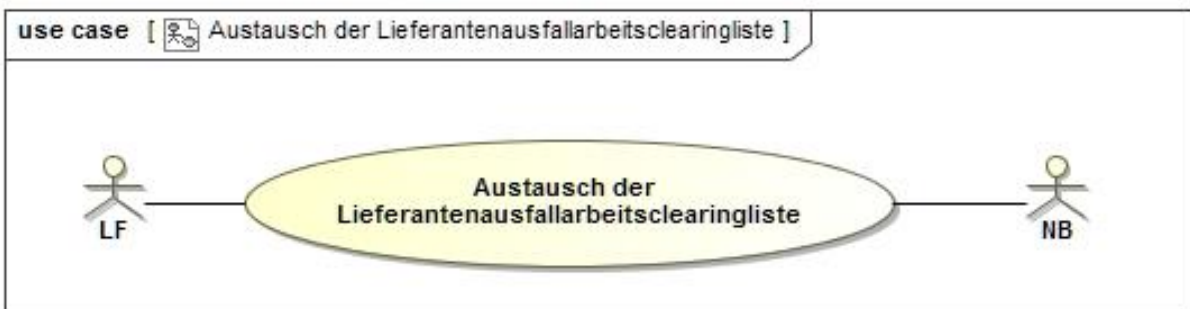 use case [ Austausch der Lieferantenausfallarbeitsclearingliste ]
Austausch der
Lieferantenausfallarbeitsclearingliste
LF
NB